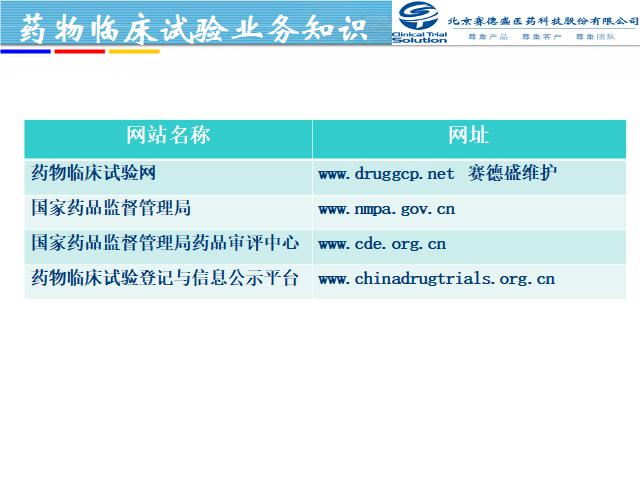 药物临床试验业务知识
Clinical Trial
Solution
北京赛德盛医药科技股份有限公司
尊重产品 尊重客户 尊重团队
网站名称 网址
药物临床试验网 www.druggcp.net 赛德盛维护
国家药品监督管理局 www.nmpa.gov.cn
国家药品监督管理局药品审评中心 www.cde.org.cn
药物临床试验登记与信息公示平台 www.chinadrugtrials.org.cn